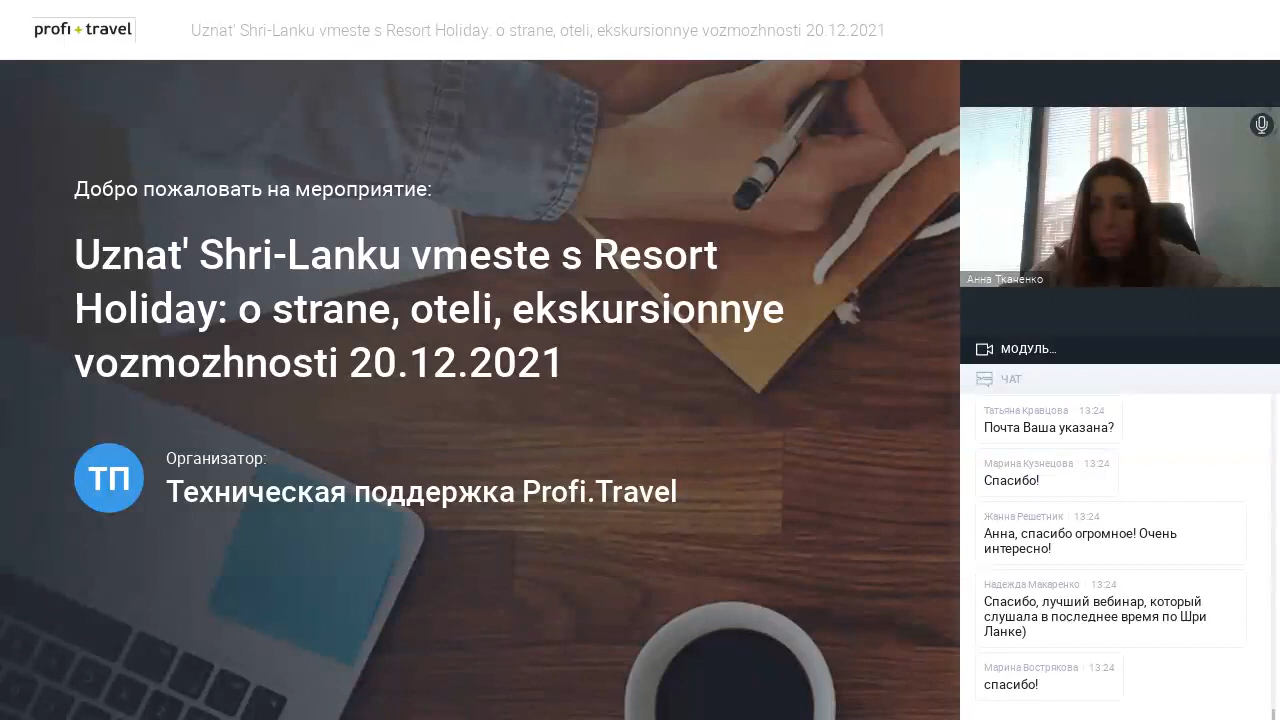 profi travel
Uznat' Shri-Lanku vmeste s Resort Holiday: o strane, oteli, ekskursionnye vozmozhnosti 20.12.2021
Добро пожаловать на мероприятие:
Uznat' Shri-Lanku vmeste s Resort
Holiday: o strane, oteli, ekskursionnye
vozmozhnosti 20.12.2021
ТП
Организатор:
Техническая поддержка Profi.Travel
Анна Ткаченко
МОДУЛЬ...
ЧАТ
Татьяна Кравцова 13:24
Почта Ваша указана?
Марина Кузнецова 13:24
Спасибо!
Жанна Решетник 13:24
Анна, спасибо огромное! Очень
интересно!
Надежда Макаренко 13:24
Спасибо, лучший вебинар, который
слушала в последнее время по Шри
Ланке)
Марина Вострякова 13:24
спасибо!